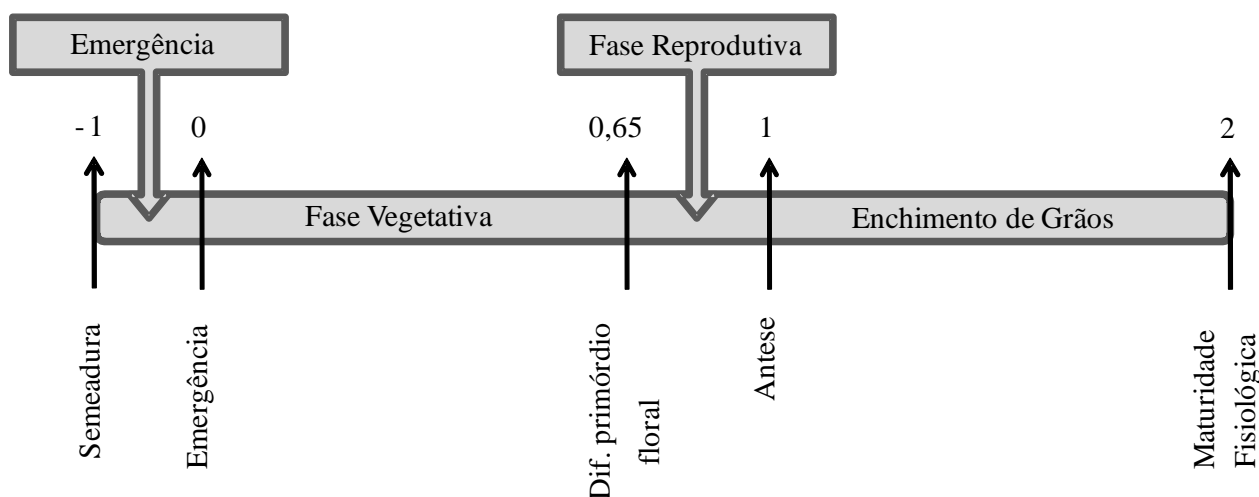 Emergência
Fase Reprodutiva
-1
0
0,65
1
2
Fase Vegetativa
Enchimento de Grãos
Semeadura
Emergência
Dif. primórdio
floral
Antese
Maturidade
Fisiológica